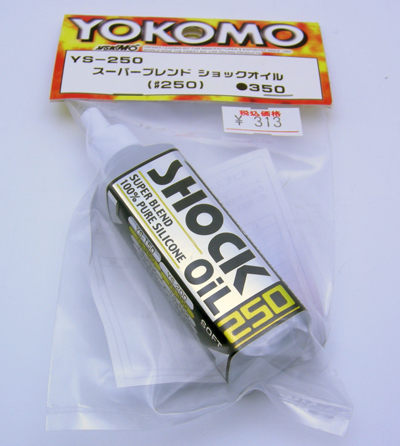 YOKOMO
YOKOMO
YS-250
スーパーブレンド ショックオイル
(#250) ●350
税込価格
¥ 313
SHOCK
OiL
SUPER BLEND
100% PURE SILICONE
250
SOFT